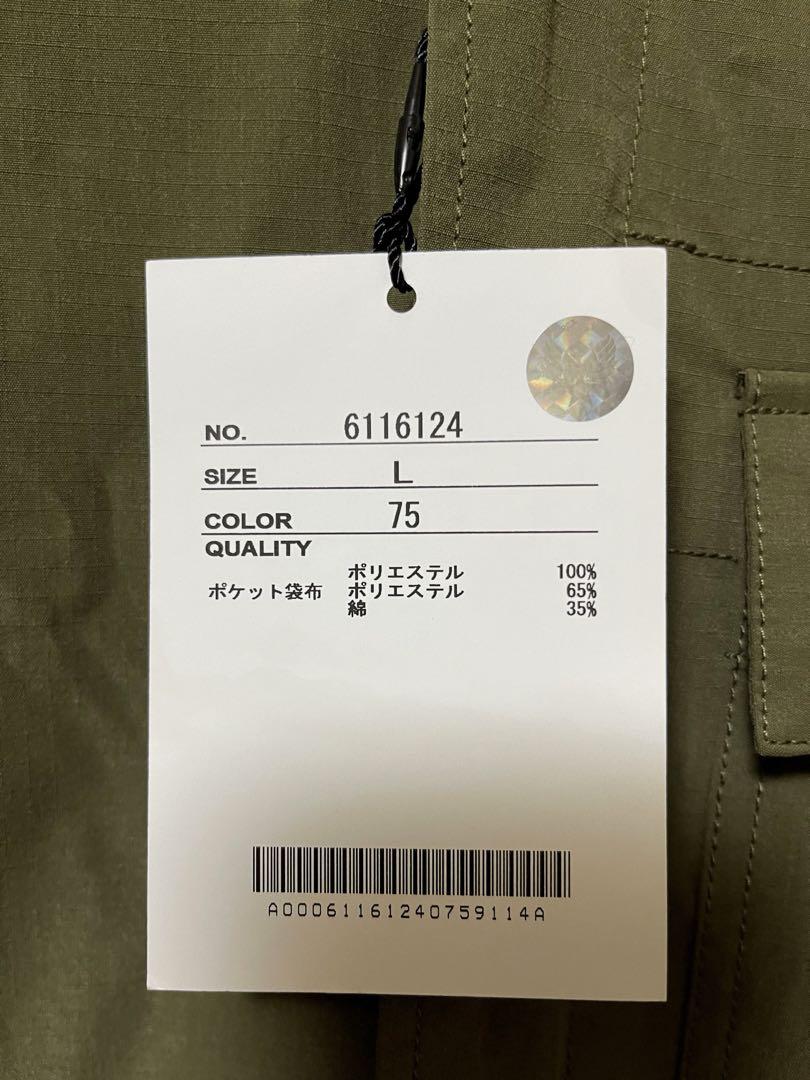 NO. 6116124
SIZE L
COLOR 75
QUALITY
ポリエステル 100%
ポケット袋布 ポリエステル 65%
綿 35%
A00061161240759114A